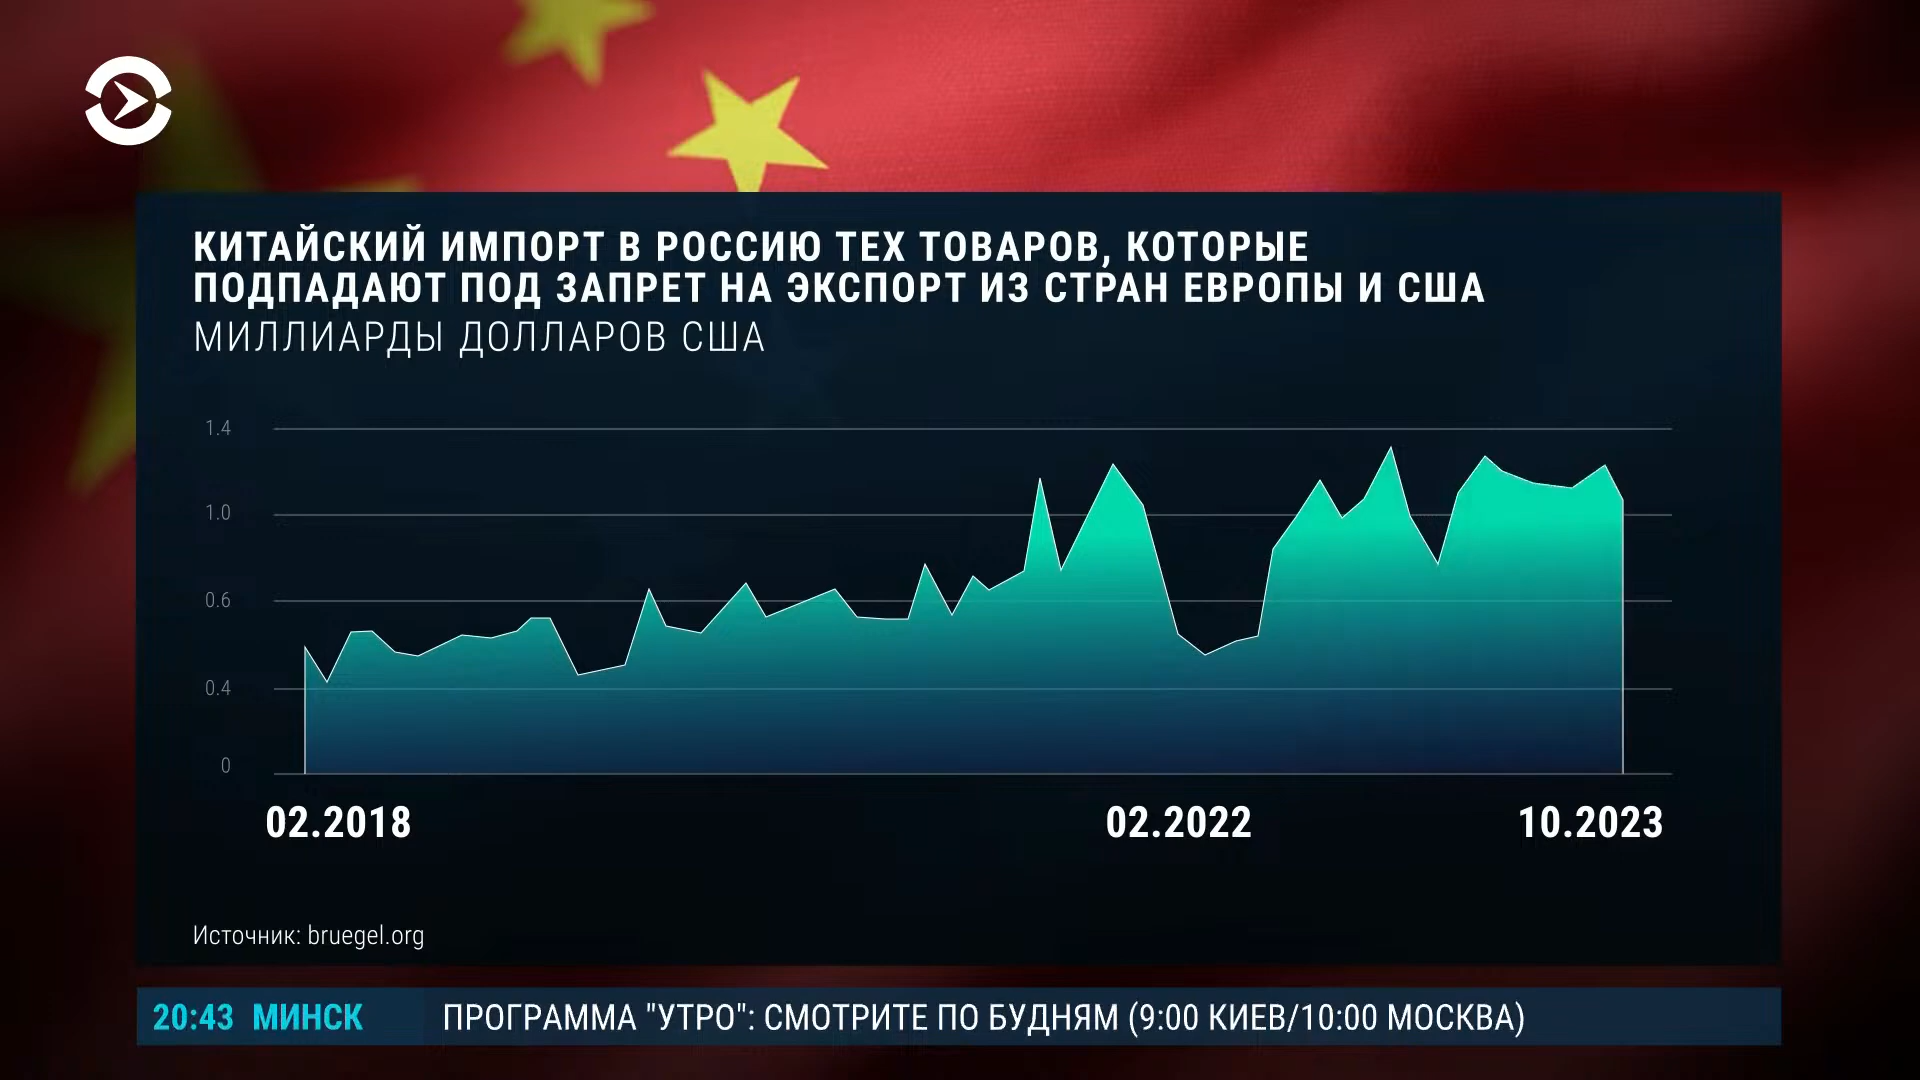 КИТАЙСКИЙ ИМПОРТ В РОССИЮ ТЕХ ТОВАРОВ, КОТОРЫЕ
ПОДПАДАЮТ ПОД ЗАПРЕТ НА ЭКСПОРТ ИЗ СТРАН ЕВРОПЫ И США
МИЛЛИАРДЫ ДОЛЛАРОВ США
1.4
1.0
0.6
0.4
0
02.2018 02.2022 10.2023
Источник: bruegel.org
20:43 МИНСК ПРОГРАММА "УТРО": СМОТРИТЕ ПО БУДНЯМ (9:00 КИЕВ/10:00 МОСКВА)